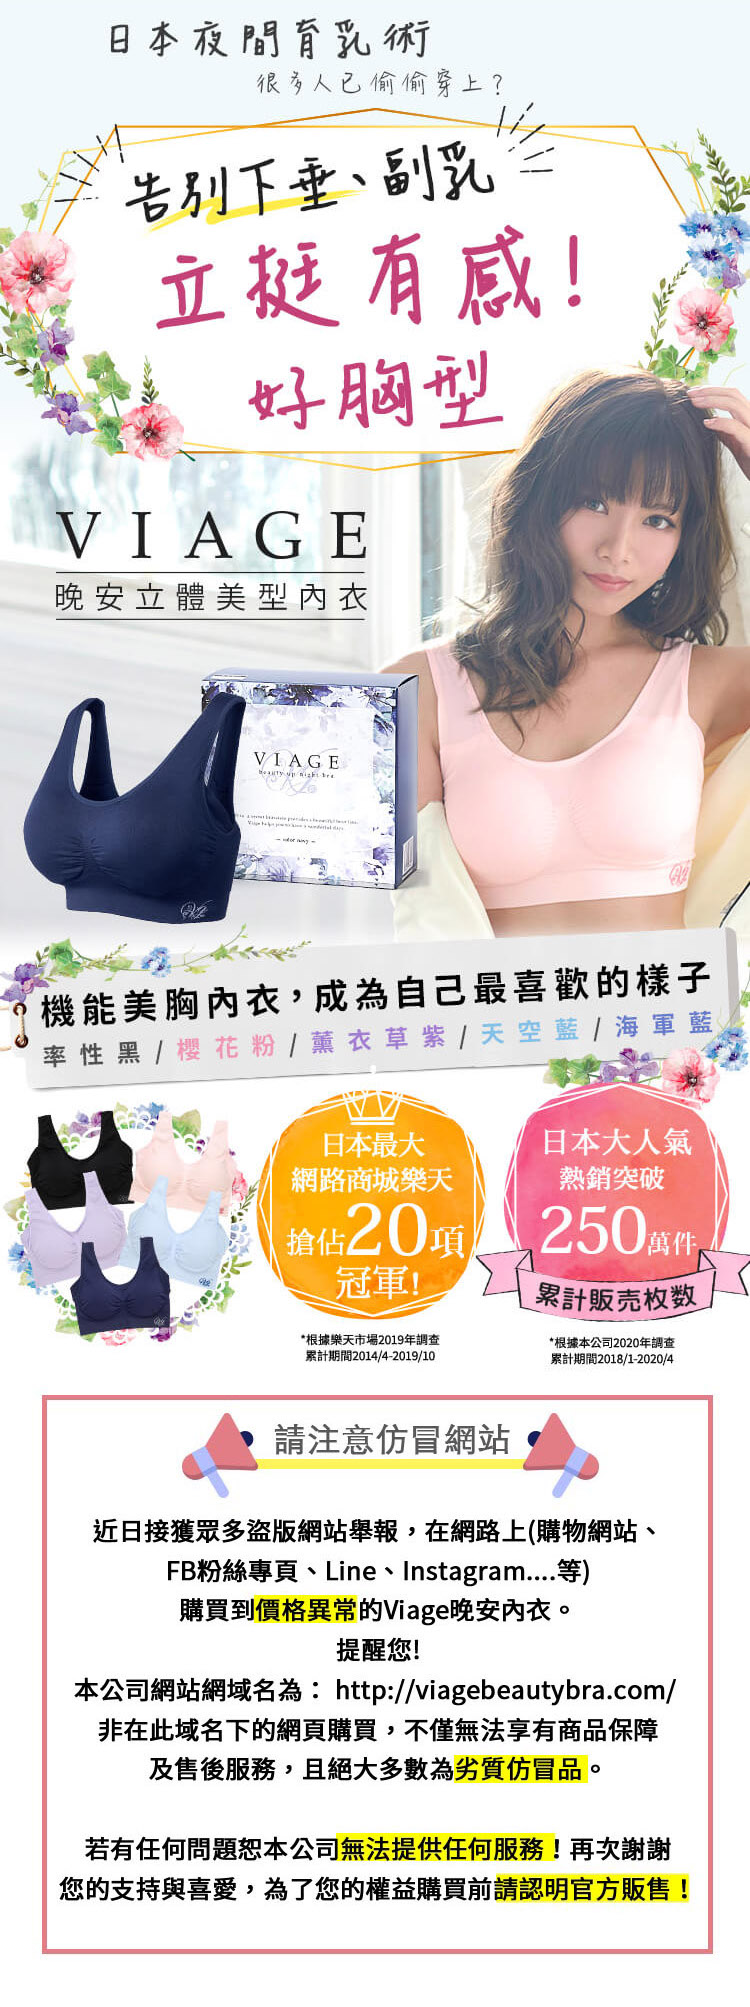 日本夜間育乳術
很多人已偷偷穿上?
告別下垂、副乳
立挺有感!
好胸型
VIAGE
晚安立體美型內衣
VIAGE
beauty up night bra
- color navy -
機能美胸內衣，成為自己最喜歡的樣子
率性黑/櫻花粉/薰衣草紫/天空藍/海軍藍
日本最大
網路商城樂天
搶佔20項
冠軍!
*根據樂天市場2019年調查
累計期間2014/4-2019/10
日本大人氣
熱銷突破
250萬件
累計販売枚数
*根據本公司2020年調查
累計期間2018/1-2020/4
請注意仿冒網站
近日接獲眾多盜版網站舉報，在網路上(購物網站、
FB粉絲專頁、Line、Instagram....等)
購買到價格異常的Viage晚安內衣。
提醒您!
本公司網站網域名為： http://viagebeautybra.com/
非在此域名下的網頁購買，不僅無法享有商品保障
及售後服務，且絕大多數為劣質仿冒品。
若有任何問題恕本公司無法提供任何服務！再次謝謝
您的支持與喜愛，為了您的權益購買前請認明官方販售！